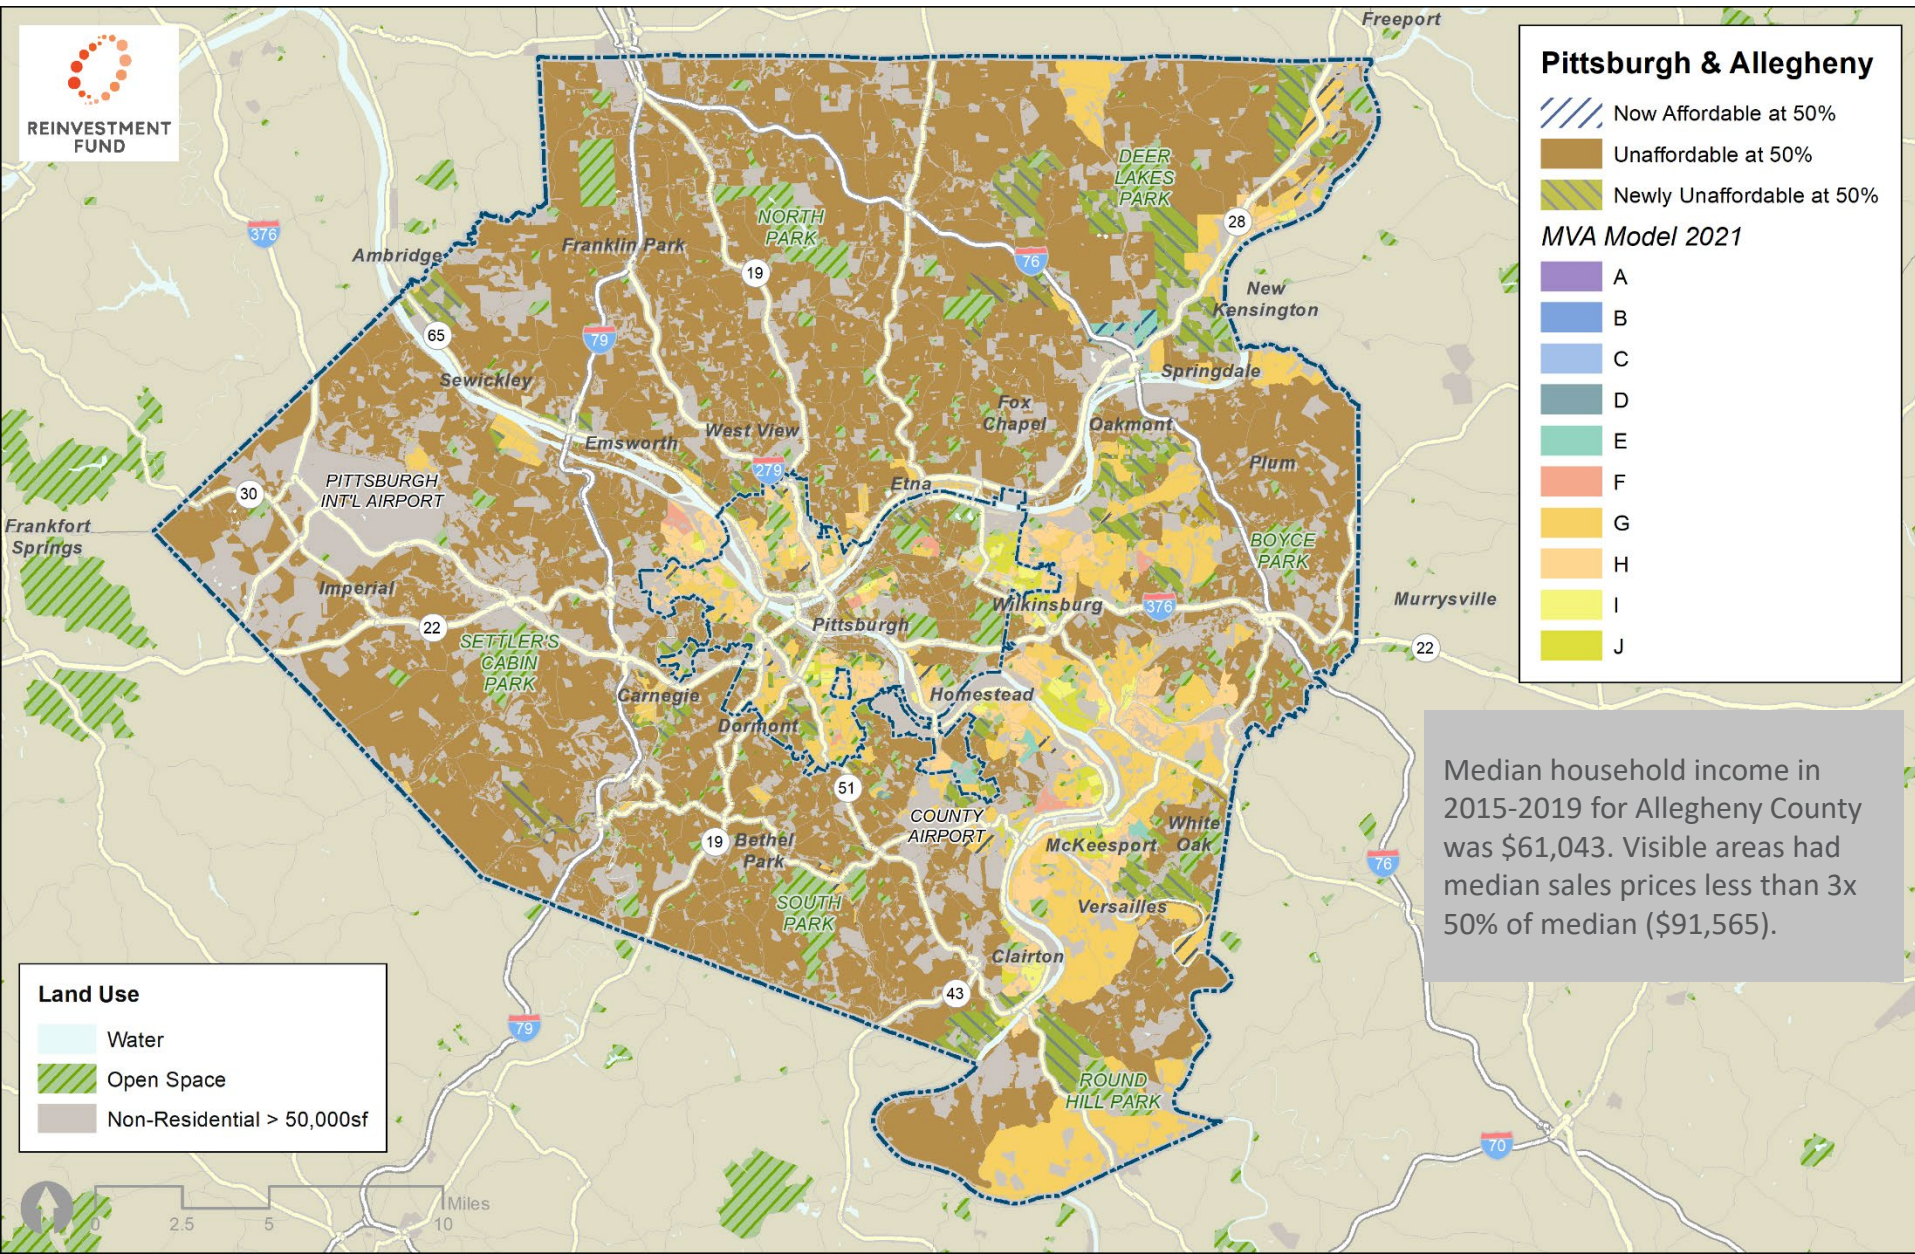 REINVESTMENT
FUND
Freeport
Pittsburgh & Allegheny
Now Affordable at 50%
Unaffordable at 50%
Newly Unaffordable at 50%
MVA Model 2021
A
B
C
D
E
F
G
H
I
J
DEER
LAKES
PARK
NORTH
PARK
28
376
Ambridge
Franklin Park
19
76
New
Kensington
65
79
Sewickley
Springdale
Fox
Chapel
Oakmont
West View
Emsworth
279
Plum
Etna
PITTSBURGH
INT'L AIRPORT
30
Frankfort
Springs
BOYCE
PARK
Imperial
Wilkinsburg
376
Murrysville
22
Pittsburgh
SETTLER'S
CABIN
PARK
22
Carnegie
Homestead
Dormont
51
COUNTY
AIRPORT
19
Bethel
Park
McKeesport
White
Oak
76
Median household income in
2015-2019 for Allegheny County
was $61,043. Visible areas had
median sales prices less than 3x
50% of median ($91,565).
SOUTH
PARK
Versailles
Clairton
43
79
ROUND
HILL PARK
70
Land Use
Water
Open Space
Non-Residential > 50,000sf
Miles
0
2.5
5
10